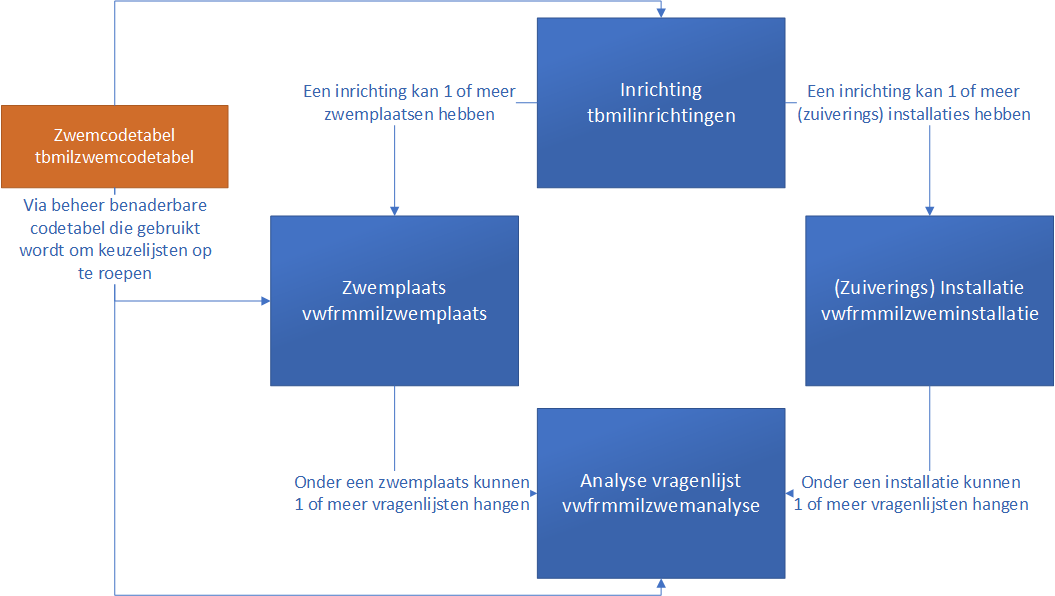 Inrichting
tbmilinrichtingen
Een inrichting kan 1 of meer
zwemplaatsen hebben
Een inrichting kan 1 of meer
(zuiverings) installaties hebben
Zwemcodetabel
tbmilzwemcodetabel
Via beheer benaderbare
codetabel die gebruikt
wordt om keuzelijsten op
te roepen
Zwemplaats
vwfrmmilzwemplaats
(Zuiverings) Installatie
vwfrmmilzweminstallatie
Onder een zwemplaats kunnen
1 of meer vragenlijsten hangen
Analyse vragenlijst
vwfrmmilzwemanalyse
Onder een installatie kunnen
1 of meer vragenlijsten hangen